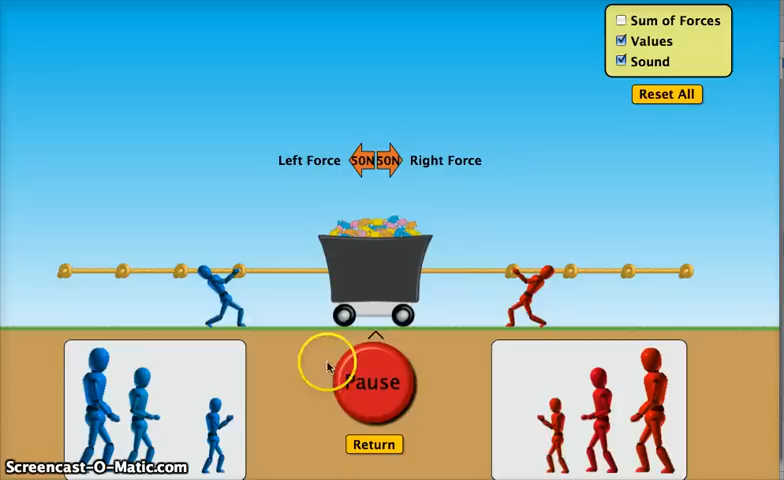 Sum of Forces
Values
Sound
Reset All
Left Force 50N 50N Right Force
Pause
Return
Screencast-O-Matic.com